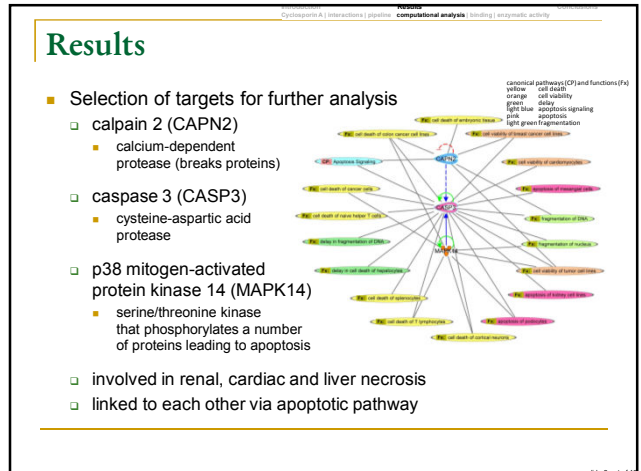 Introduction Results Conclusions
Cyclosporin A | interactions | pipeline computational analysis | binding | enzymatic activity
Results
Selection of targets for further analysis
calpain 2 (CAPN2)
calcium-dependent
protease (breaks proteins)
caspase 3 (CASP3)
cysteine-aspartic acid
protease
p38 mitogen-activated
protein kinase 14 (MAPK14)
serine/threonine kinase
that phosphorylates a number
of proteins leading to apoptosis
involved in renal, cardiac and liver necrosis
linked to each other via apoptotic pathway
canonical pathways (CP) and functions (Fx)
yellow cell death
orange cell viability
green delay
light blue apoptosis signaling
pink apoptosis
light green fragmentation
Fx: cell death of embryonic tissue
Fx: cell death of colon cancer cell lines
Fx: cell viability of breast cancer cell lines
CAPN2
CP: Apoptosis Signaling
Fx: cell viability of cardiomyocytes
Fx: cell death of cancer cells
Fx: apoptosis of mesangial cells
CASP3
Fx: cell death of naive helper T cells
Fx: fragmentation of DNA
Fx: delay in fragmentation of DNA
Fx: fragmentation of nucleus
MAPK14
Fx: delay in cell death of hepatocytes
Fx: cell viability of tumor cell lines
Fx: cell death of splenocytes
Fx: apoptosis of kidney cell lines
Fx: cell death of T lymphocytes
Fx: apoptosis of podocytes
Fx: cell death of cortical neurons